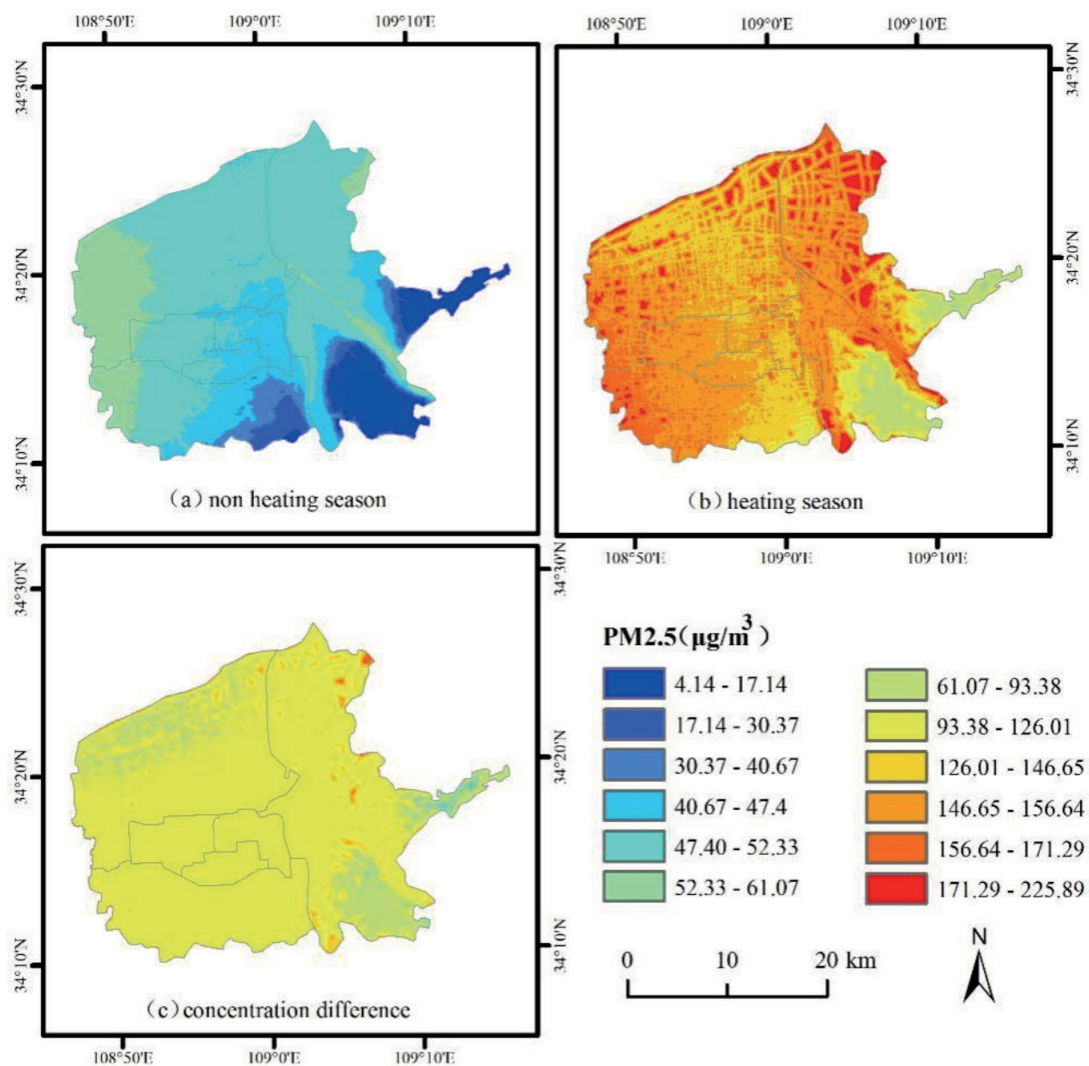 108°50'E 109°0'E 109°10'E 108°50'E 109°0'E 109°10'E
34°30'N
34°20'N
34°10'N
(a) non heating season
34°30'N
34°20'N
34°10'N
(b) heating season
108°50'E 109°0'E 109°10'E
34°30'N
34°20'N
34°10'N
34°30'N
34°20'N
34°10'N
(c) concentration difference
108°50'E 109°0'E 109°10'E
PM2.5(μg/m³)
4.14 - 17.14
17.14 - 30.37
30.37 - 40.67
40.67 - 47.4
47.40 - 52.33
52.33 - 61.07
61.07 - 93.38
93.38 - 126.01
126.01 - 146.65
146.65 - 156.64
156.64 - 171.29
171.29 - 225.89
0 10 20 km
N